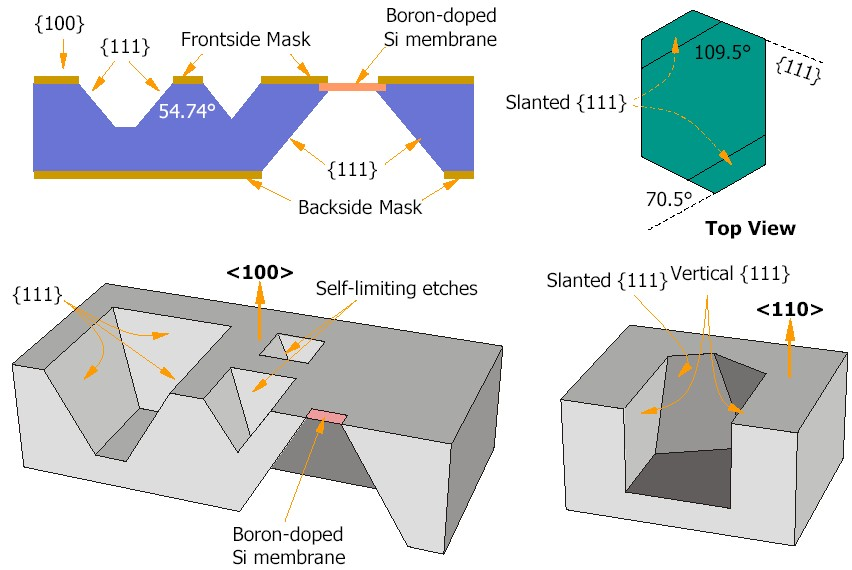 {100}
{111}
Frontside Mask
Boron-doped
Si membrane
54.74°
{111}
Backside Mask
109.5°
{111}
Slanted {111}
70.5°
Top View
<100>
{111}
Self-limiting etches
Boron-doped
Si membrane
Slanted {111}
Vertical {111}
<110>